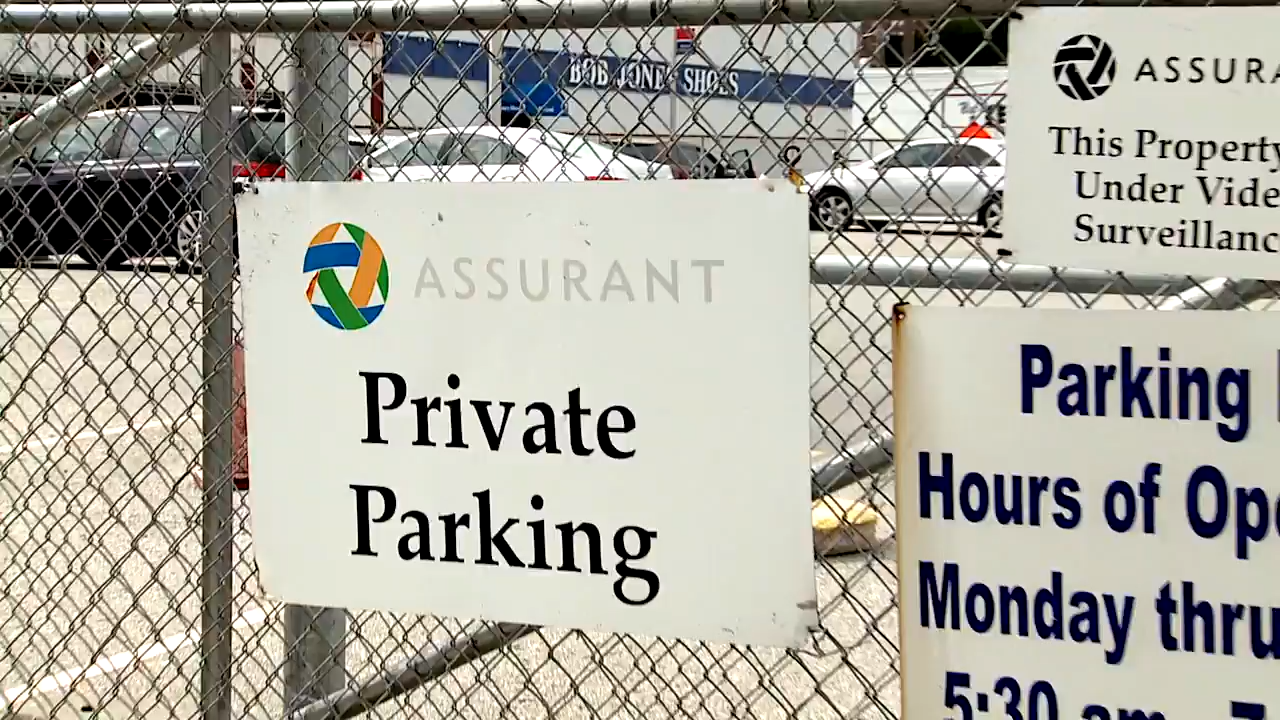 BOB JONES SHOES
ASSURANT
Private
Parking
ASSURA
This Property
Under Vide
Surveillanc
Parking
Hours of Ope
Monday thru
5:30 am